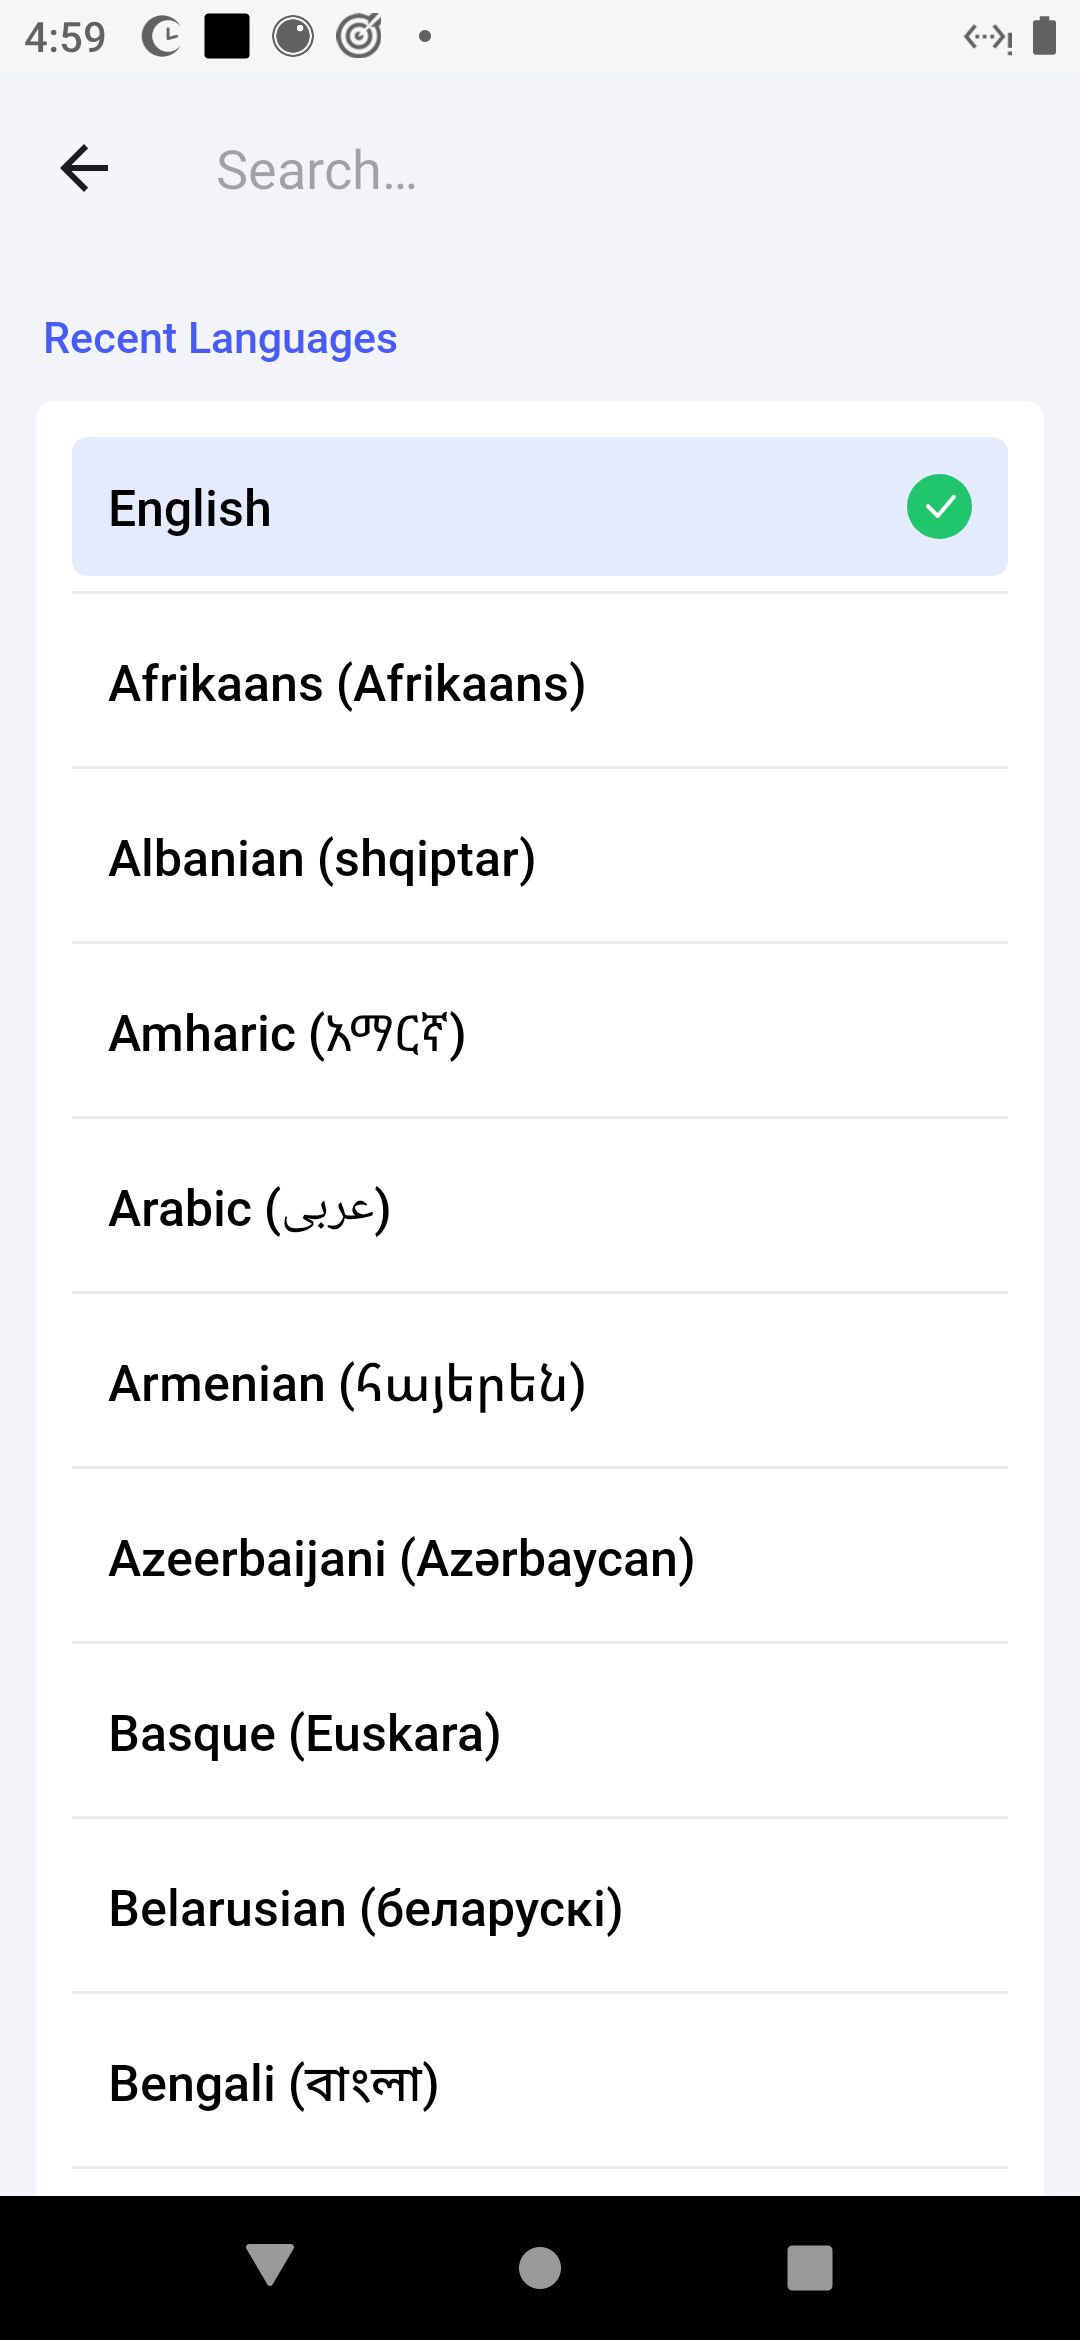 4:59
Search...
Recent Languages
English
Afrikaans (Afrikaans)
Albanian (shqiptar)
Amharic (አማርኛ)
Arabic (عربى)
Armenian (հայերեն)
Azeerbaijani (Azərbaycan)
Basque (Euskara)
Belarusian (беларускі)
Bengali (বাংলা)